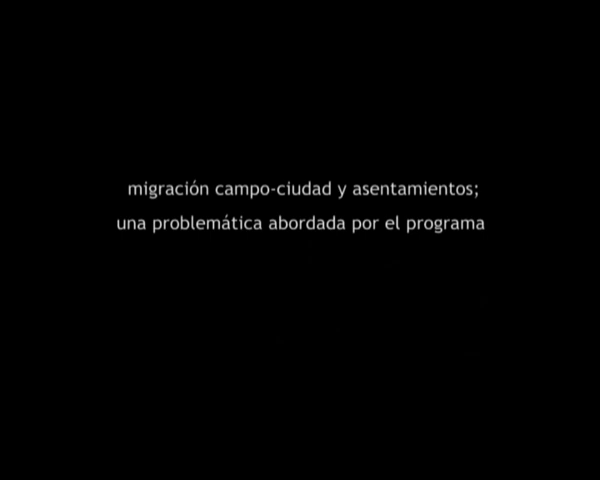 migración campo-ciudad y asentamientos;
una problemática abordada por el programa